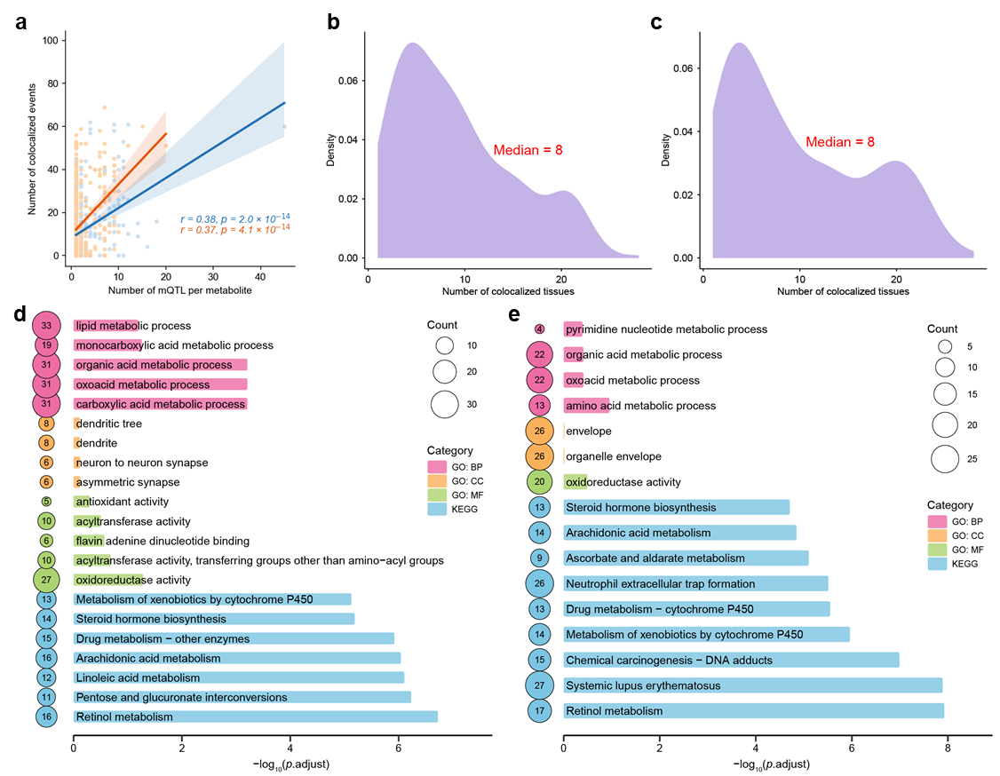 a
100
80
60
40
20
0
Number of colocalized events
0 10 20 30 40
Number of mQTL per metabolite
r = 0.38, p = 2.0 × 10⁻¹⁴
r = 0.37, p = 4.1 × 10⁻¹⁴
b
0.06
0.04
0.02
0.00
Density
Median = 8
0 10 20
Number of colocalized tissues
c
0.06
0.04
0.02
0.00
Density
Median = 8
0 10 20
Number of colocalized tissues
d
33 lipid metabolic process
19 monocarboxylic acid metabolic process
31 organic acid metabolic process
31 oxoacid metabolic process
31 carboxylic acid metabolic process
8 dendritic tree
8 dendrite
6 neuron to neuron synapse
6 asymmetric synapse
5 antioxidant activity
10 acyltransferase activity
6 flavin adenine dinucleotide binding
10 acyltransferase activity, transferring groups other than amino−acyl groups
27 oxidoreductase activity
13 Metabolism of xenobiotics by cytochrome P450
14 Steroid hormone biosynthesis
15 Drug metabolism − other enzymes
16 Arachidonic acid metabolism
12 Linoleic acid metabolism
11 Pentose and glucuronate interconversions
16 Retinol metabolism
0 2 4 6
−log₁₀(p.adjust)
Count
10
20
30
Category
GO: BP
GO: CC
GO: MF
KEGG
e
4 pyrimidine nucleotide metabolic process
22 organic acid metabolic process
22 oxoacid metabolic process
13 amino acid metabolic process
26 envelope
26 organelle envelope
20 oxidoreductase activity
13 Steroid hormone biosynthesis
14 Arachidonic acid metabolism
9 Ascorbate and aldarate metabolism
26 Neutrophil extracellular trap formation
13 Drug metabolism − cytochrome P450
14 Metabolism of xenobiotics by cytochrome P450
15 Chemical carcinogenesis − DNA adducts
27 Systemic lupus erythematosus
17 Retinol metabolism
0 2 4 6 8
−log₁₀(p.adjust)
Count
5
10
15
20
25
Category
GO: BP
GO: CC
GO: MF
KEGG